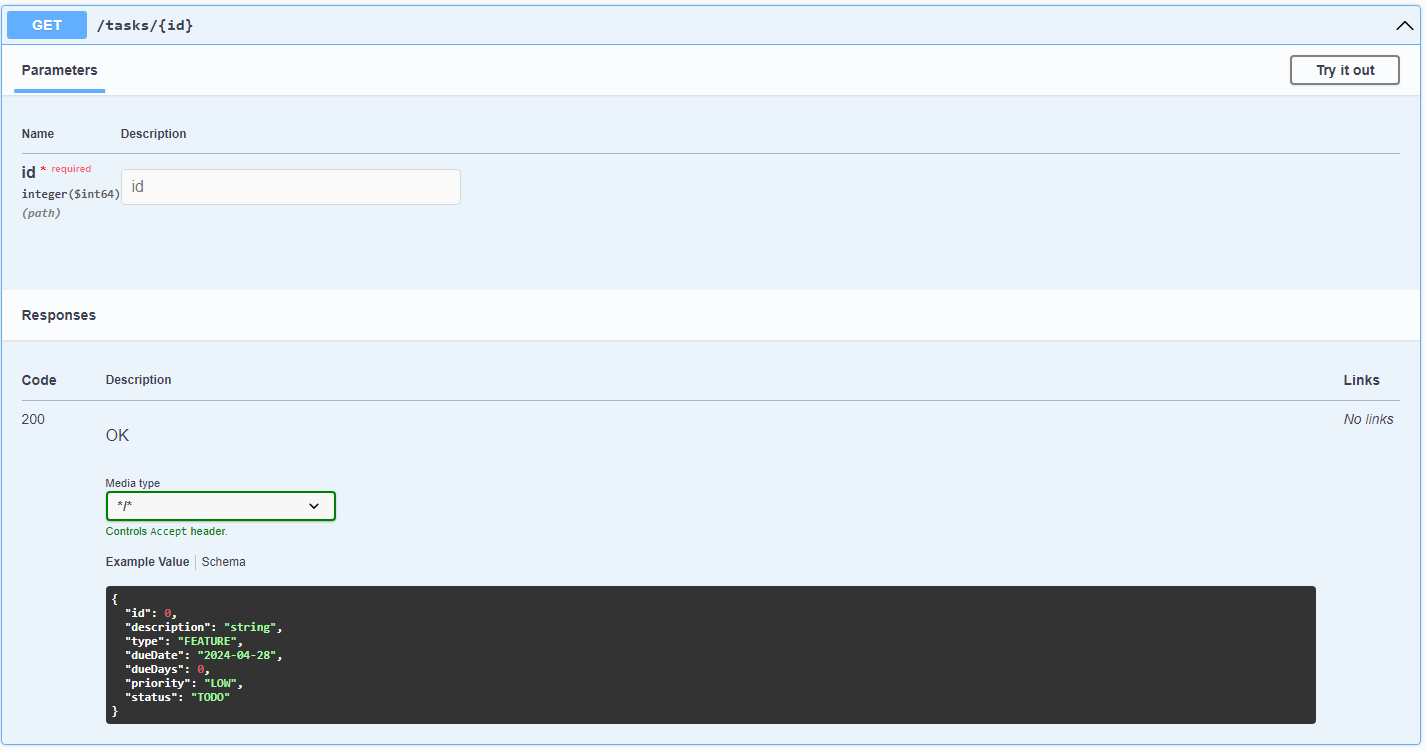 GET /tasks/{id}
Parameters
Try it out
Name Description
id * required
integer($int64)
(path)
id
Responses
Code Description Links
200 No links
OK
Media type
*/*
Controls Accept header.
Example Value Schema
{
  "id": 0,
  "description": "string",
  "type": "FEATURE",
  "dueDate": "2024-04-28",
  "dueDays": 0,
  "priority": "LOW",
  "status": "TODO"
}